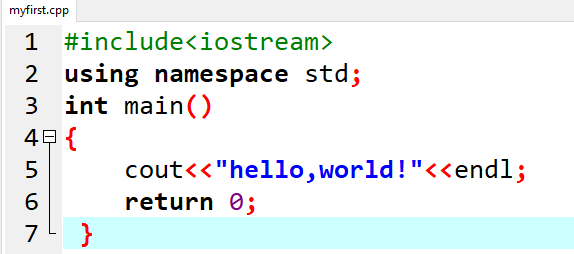 myfirst.cpp
1 #include<iostream>
2 using namespace std;
3 int main()
4 {
5     cout<<"hello,world!"<<endl;
6     return 0;
7  }